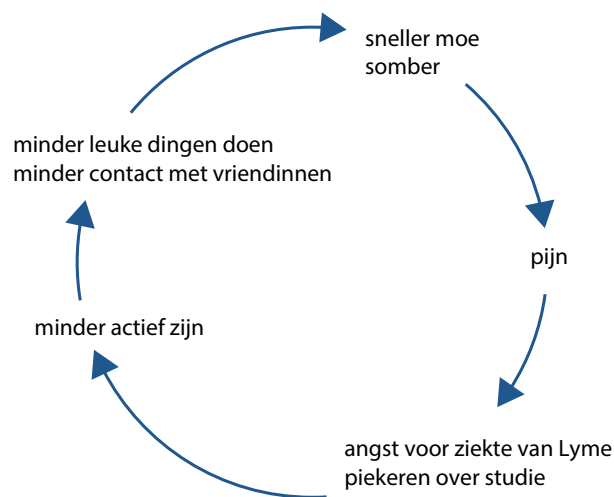 sneller moe
somber
pijn
angst voor ziekte van Lyme
piekeren over studie
minder actief zijn
minder leuke dingen doen
minder contact met vriendinnen